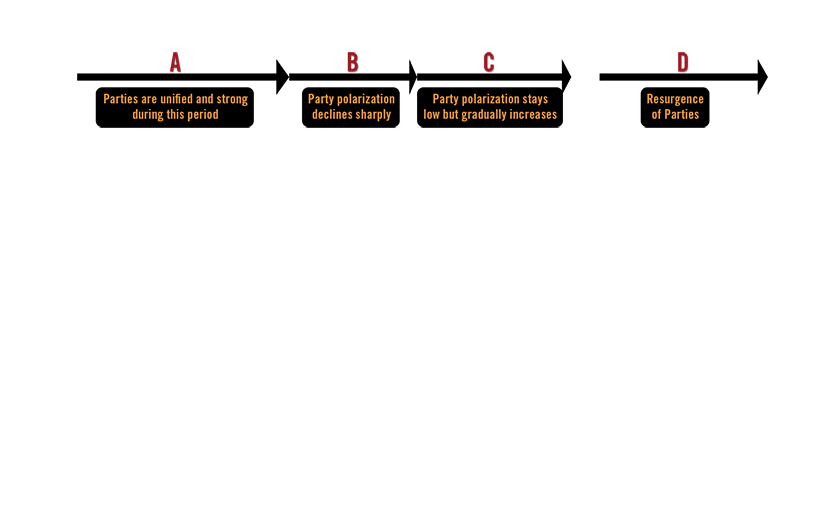 A
B
C
D
Parties are unified and strong
during this period
Party polarization
declines sharply
Party polarization stays
low but gradually increases
Resurgence
of Parties